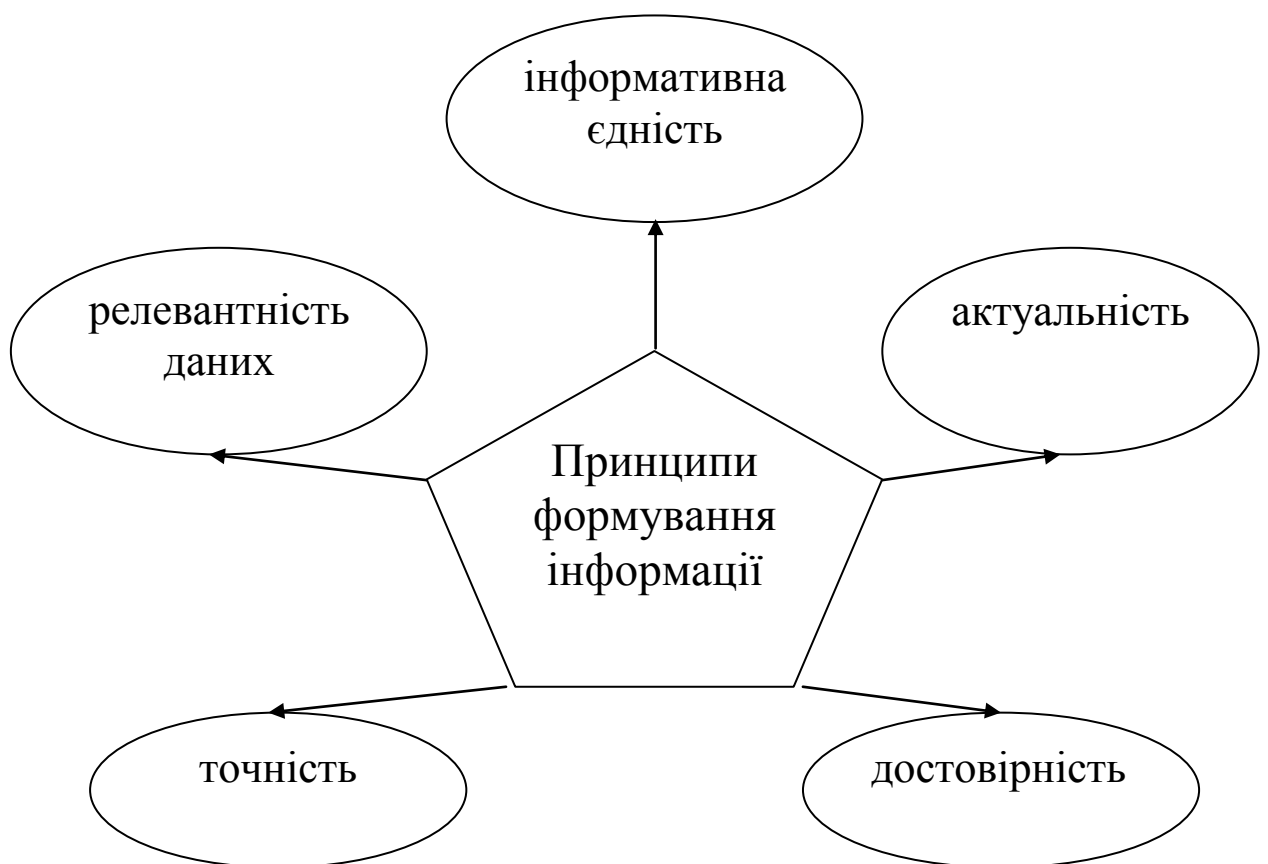 інформативна
єдність
релевантність
даних
актуальність
Принципи
формування
інформації
точність
достовірність